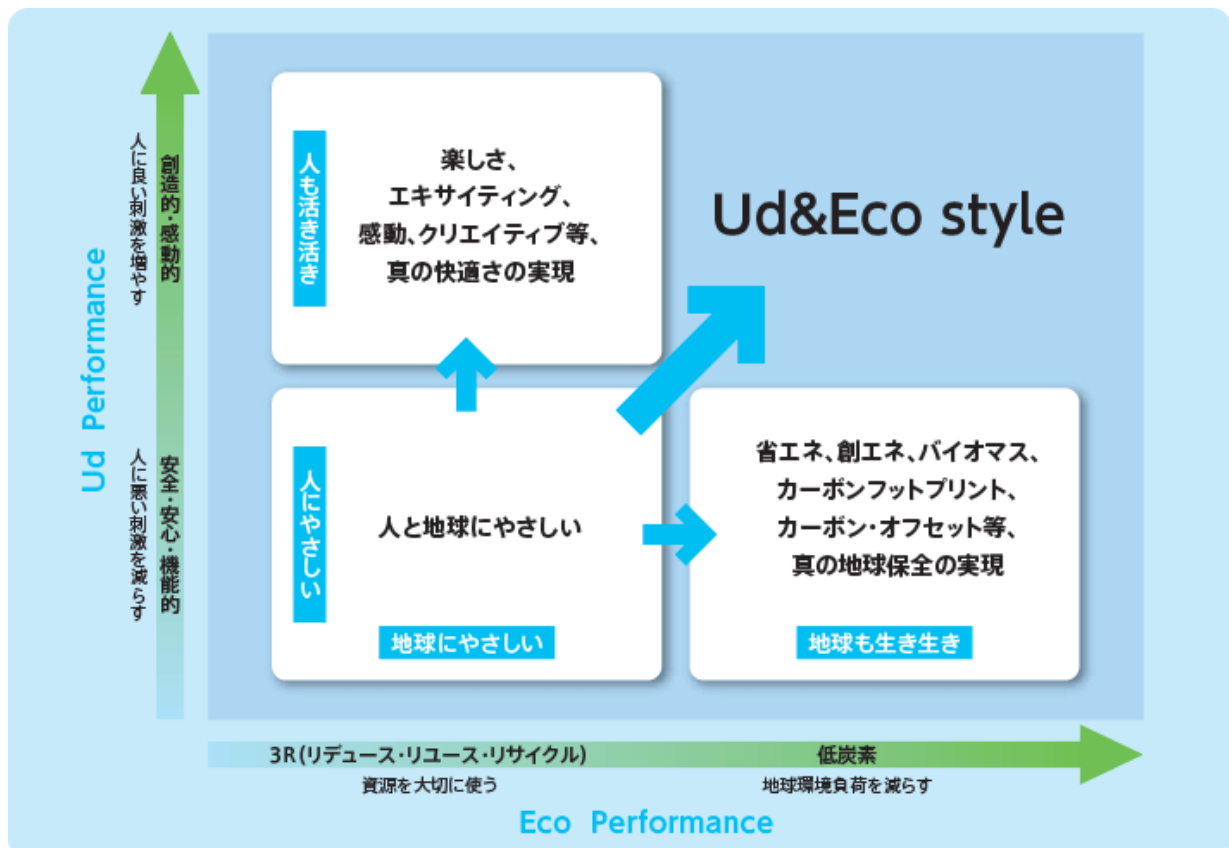 Ud Performance
創造的・感動的
人に良い刺激を増やす
安全・安心・機能的
人に悪い刺激を減らす
人も活き活き
楽しさ、
エキサイティング、
感動、クリエイティブ等、
真の快適さの実現
Ud&Eco style
人にやさしい
人と地球にやさしい
地球にやさしい
省エネ、創エネ、バイオマス、
カーボンフットプリント、
カーボン・オフセット等、
真の地球保全の実現
地球も生き生き
3R(リデュース・リユース・リサイクル)
資源を大切に使う
低炭素
地球環境負荷を減らす
Eco Performance